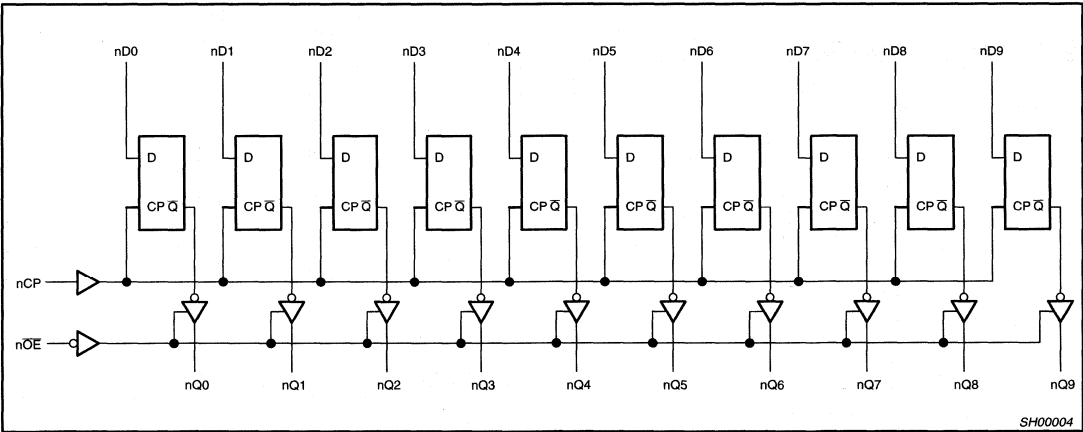 nD0 nD1 nD2 nD3 nD4 nD5 nD6 nD7 nD8 nD9
D D D D D D D D D D
CP Q̅ CP Q̅ CP Q̅ CP Q̅ CP Q̅ CP Q̅ CP Q̅ CP Q̅ CP Q̅ CP Q̅
nCP
nO̅E̅
nQ0 nQ1 nQ2 nQ3 nQ4 nQ5 nQ6 nQ7 nQ8 nQ9
SH00004